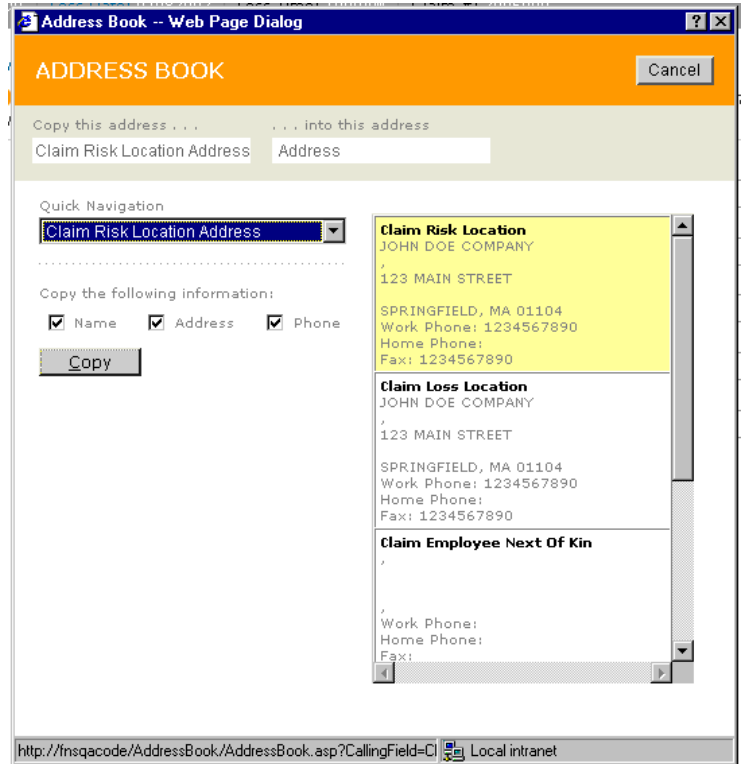 Address Book -- Web Page Dialog
ADDRESS BOOK
Cancel
Copy this address . . .
. . . into this address
Claim Risk Location Address
Address
Quick Navigation
Claim Risk Location Address
Copy the following information:
Name Address Phone
Copy
Claim Risk Location
JOHN DOE COMPANY
,
123 MAIN STREET
SPRINGFIELD, MA 01104
Work Phone: 1234567890
Home Phone:
Fax: 1234567890
Claim Loss Location
JOHN DOE COMPANY
,
123 MAIN STREET
SPRINGFIELD, MA 01104
Work Phone: 1234567890
Home Phone:
Fax: 1234567890
Claim Employee Next Of Kin
,
,
Work Phone:
Home Phone:
Fax:
http://fnsqacode/AddressBook/AddressBook.asp?CallingField=Cl
Local intranet